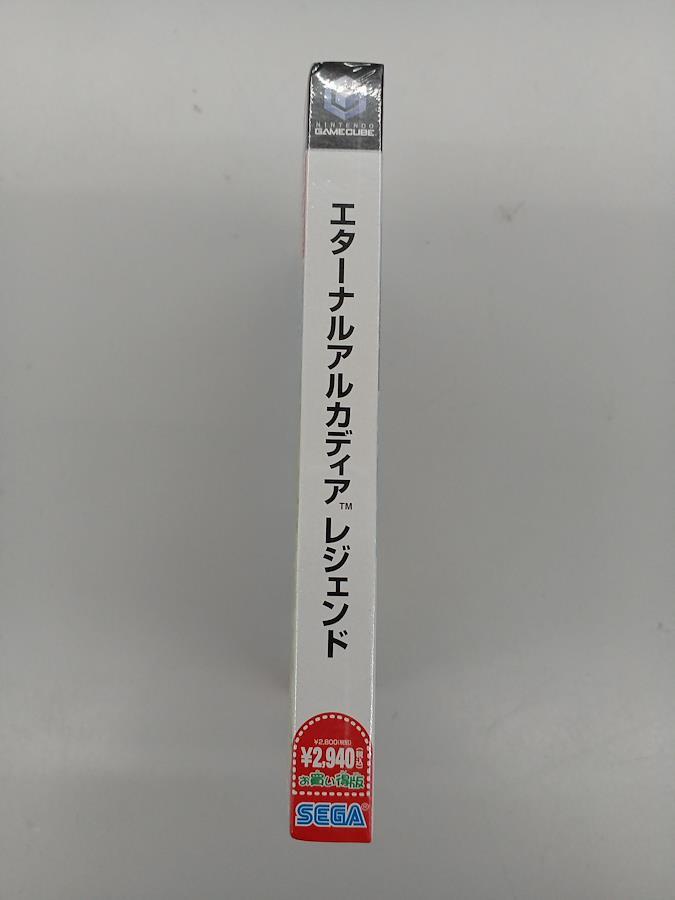 NINTENDO
GAMECUBE
エターナルアルカディア™レジェンド
¥2,800(税別)
¥2,940(税込)
お買い得版
SEGA®